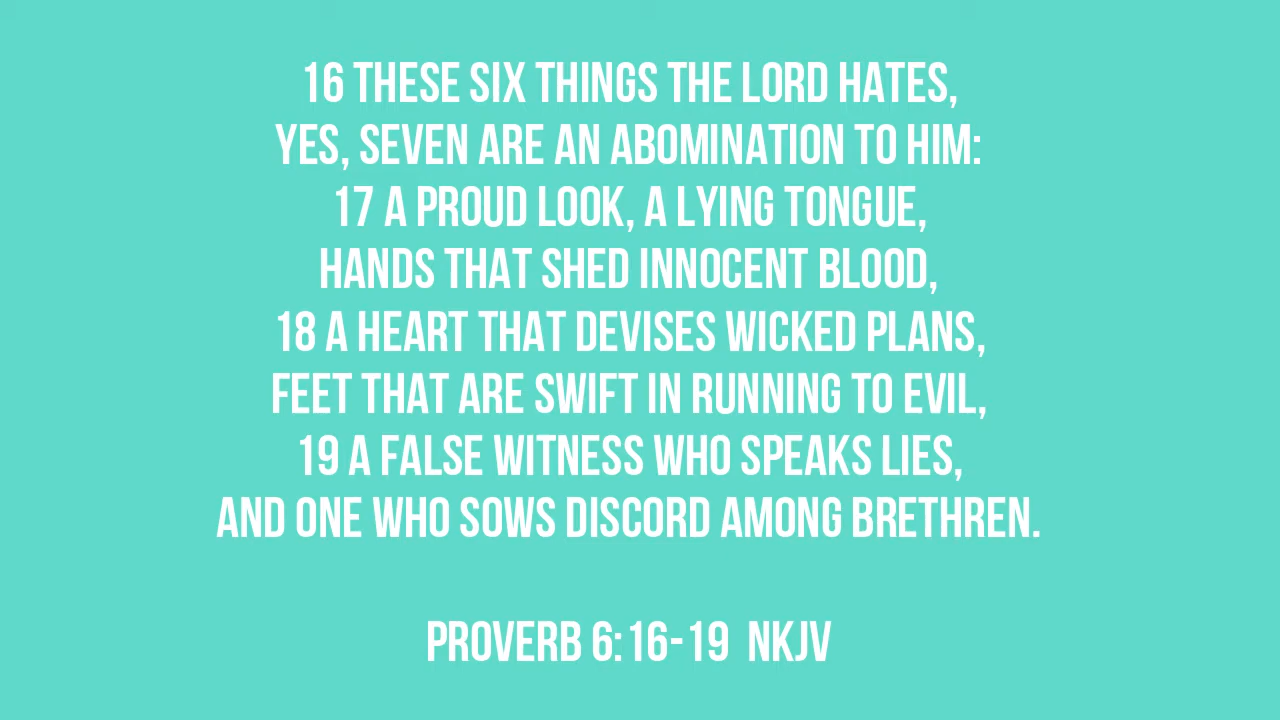 16 THESE SIX THINGS THE LORD HATES,
YES, SEVEN ARE AN ABOMINATION TO HIM:
17 A PROUD LOOK, A LYING TONGUE,
HANDS THAT SHED INNOCENT BLOOD,
18 A HEART THAT DEVISES WICKED PLANS,
FEET THAT ARE SWIFT IN RUNNING TO EVIL,
19 A FALSE WITNESS WHO SPEAKS LIES,
AND ONE WHO SOWS DISCORD AMONG BRETHREN.
PROVERB 6:16-19  NKJV